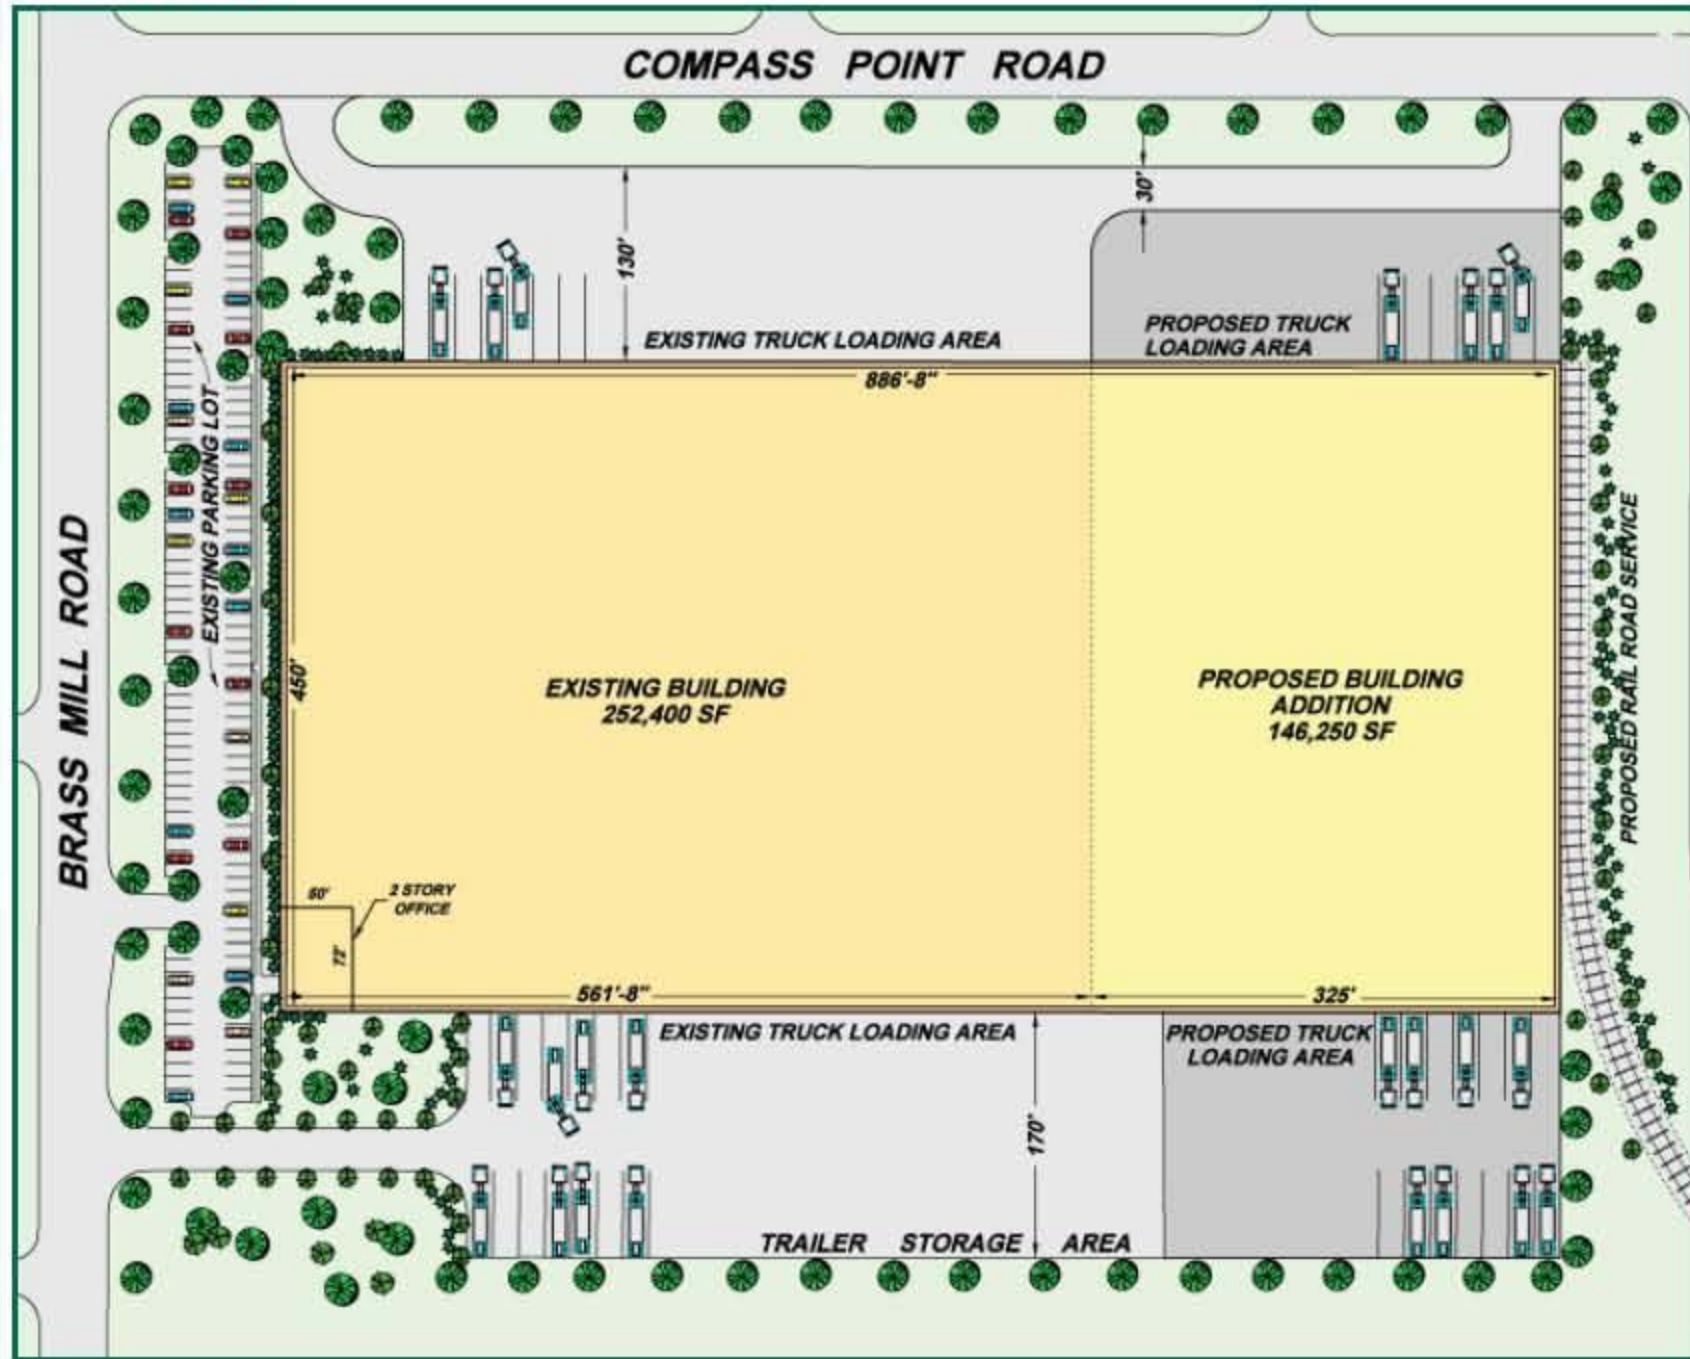 COMPASS POINT ROAD
130'
30'
EXISTING TRUCK LOADING AREA
PROPOSED TRUCK
LOADING AREA
886'-8"
EXISTING PARKING LOT
BRASS MILL ROAD
450'
EXISTING BUILDING
252,400 SF
PROPOSED BUILDING
ADDITION
146,250 SF
PROPOSED RAIL ROAD SERVICE
50'
2 STORY
OFFICE
72'
561'-8"
325'
EXISTING TRUCK LOADING AREA
PROPOSED TRUCK
LOADING AREA
170'
TRAILER STORAGE AREA